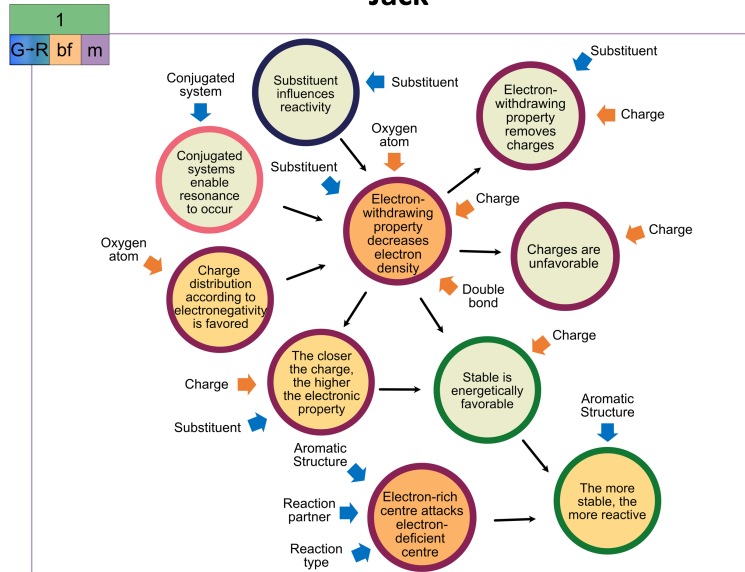 Jack
1
G→R bf m
Conjugated
system
Substituent
influences
reactivity
Substituent
Electron-
withdrawing
property
removes
charges
Substituent
Charge
Oxygen
atom
Conjugated
systems
enable
resonance
to occur
Substituent
Electron-
withdrawing
property
decreases
electron
density
Charge
Charges are
unfavorable
Charge
Oxygen
atom
Charge
distribution
according to
electronegativity
is favored
Double
bond
The closer
the charge,
the higher
the electronic
property
Charge
Substituent
Stable is
energetically
favorable
Charge
Aromatic
Structure
The more
stable, the
more reactive
Aromatic
Structure
Reaction
partner
Reaction
type
Electron-rich
centre attacks
electron-
deficient
centre